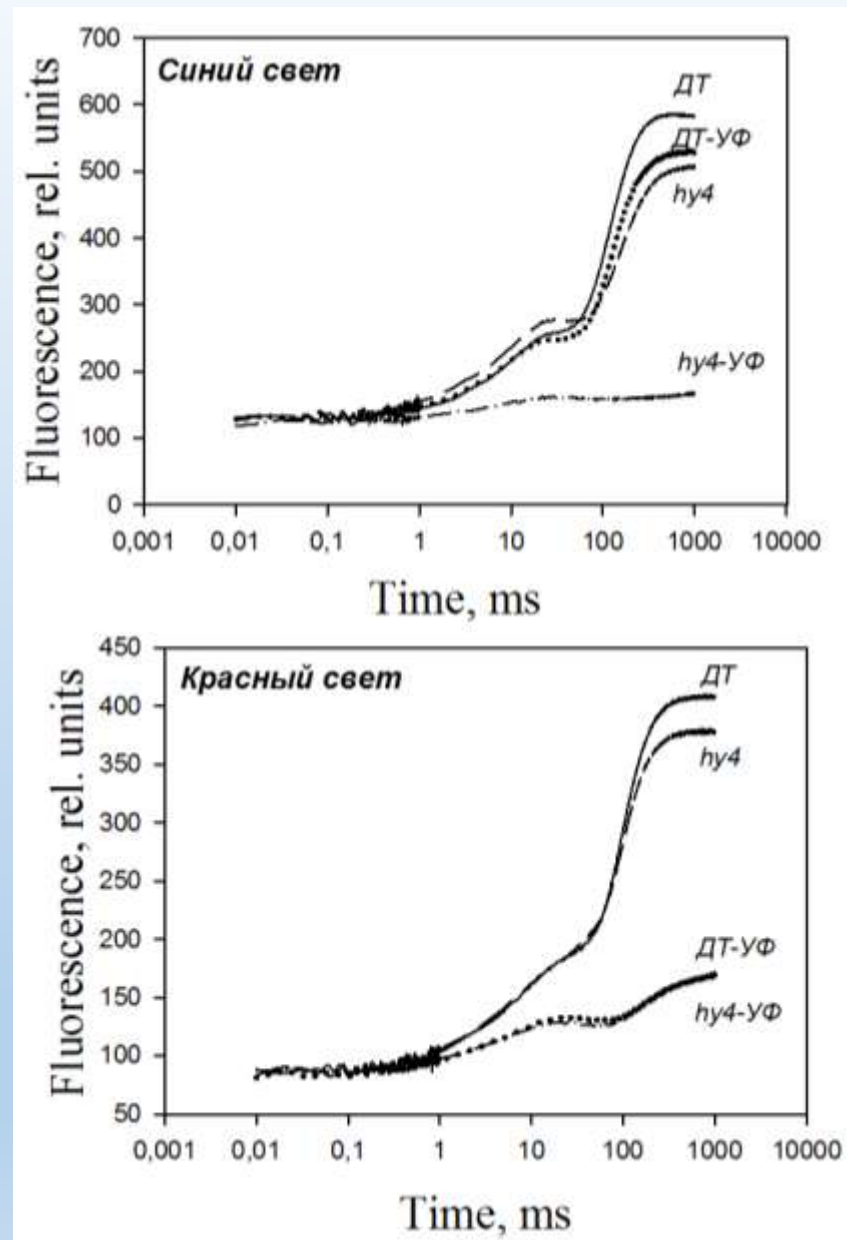 700
Синий свет
ДТ
600
ДТ-УФ
500
hy4
400
300
hy4-УФ
200
100
0
Fluorescence, rel. units
0,001 0,01 0,1 1 10 100 1000 10000
Time, ms
450
Красный свет
ДТ
400
hy4
350
300
250
200
ДТ-УФ
150
hy4-УФ
100
50
Fluorescence, rel. units
0,001 0,01 0,1 1 10 100 1000 10000
Time, ms